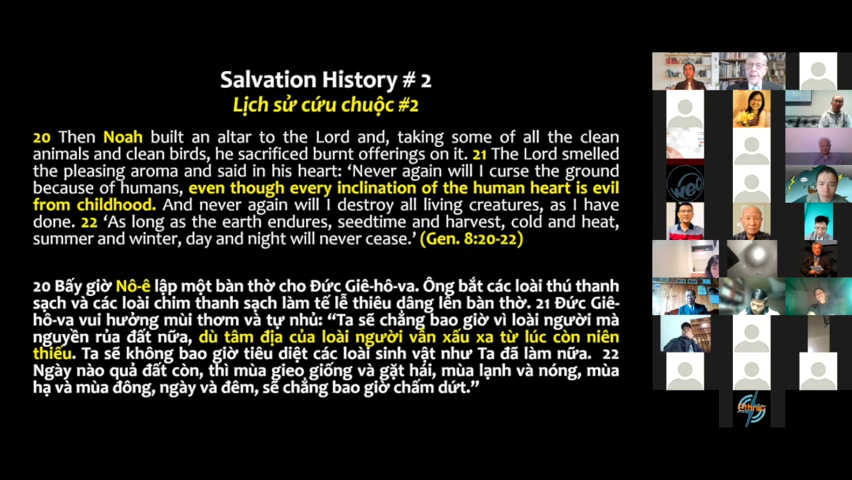 Salvation History # 2
Lịch sử cứu chuộc #2
20 Then Noah built an altar to the Lord and, taking some of all the clean
animals and clean birds, he sacrificed burnt offerings on it. 21 The Lord smelled
the pleasing aroma and said in his heart: ‘Never again will I curse the ground
because of humans, even though every inclination of the human heart is evil
from childhood. And never again will I destroy all living creatures, as I have
done. 22 ‘As long as the earth endures, seedtime and harvest, cold and heat,
summer and winter, day and night will never cease.’ (Gen. 8:20-22)
20 Bấy giờ Nô-ê lập một bàn thờ cho Đức Giê-hô-va. Ông bắt các loài thú thanh
sạch và các loài chim thanh sạch làm tế lễ thiêu dâng lên bàn thờ. 21 Đức Giê-
hô-va vui hưởng mùi thơm và tự nhủ: “Ta sẽ chẳng bao giờ vì loài người mà
nguyền rủa đất nữa, dù tâm địa của loài người vẫn xấu xa từ lúc còn niên
thiếu. Ta sẽ không bao giờ tiêu diệt các loài sinh vật như Ta đã làm nữa. 22
Ngày nào quả đất còn, thì mùa gieo giống và gặt hái, mùa lạnh và nóng, mùa
hạ và mùa đông, ngày và đêm, sẽ chẳng bao giờ chấm dứt.”
Ethnic